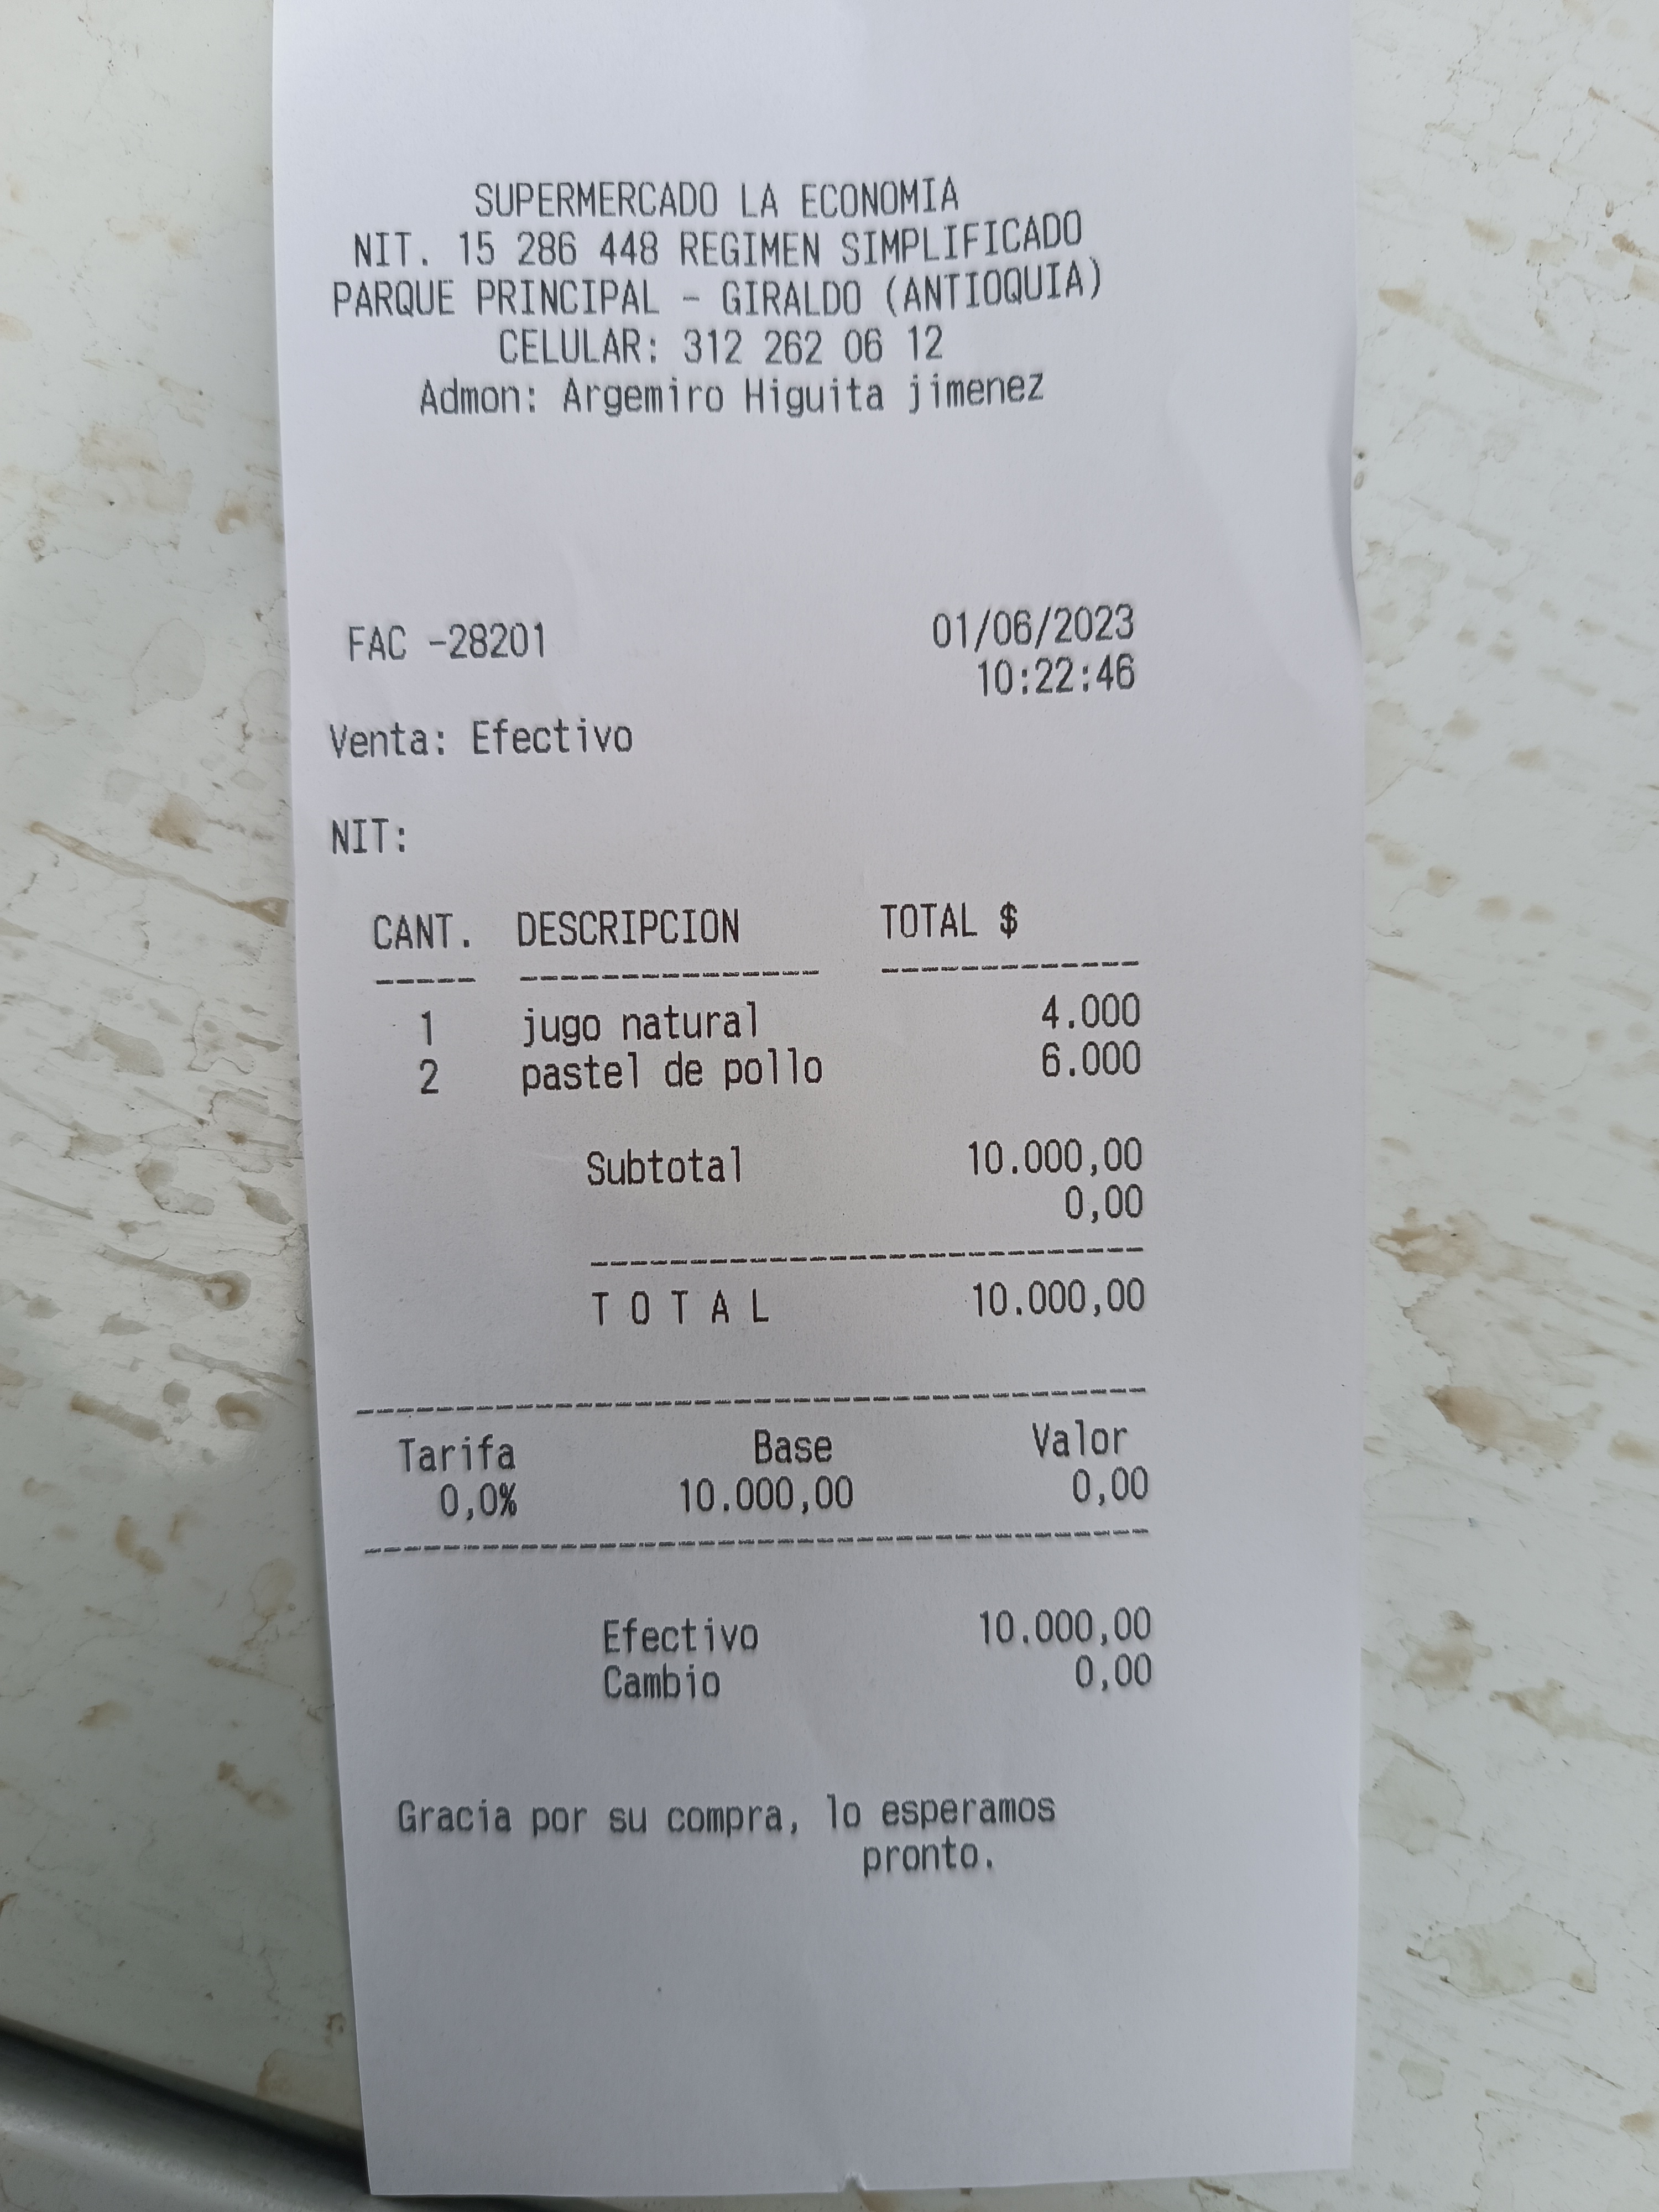 SUPERMERCADO LA ECONOMIA
NIT. 15 286 448 REGIMEN SIMPLIFICADO
PARQUE PRINCIPAL - GIRALDO (ANTIOQUIA)
CELULAR: 312 262 06 12
Admon: Argemiro Higuita jimenez
FAC -28201 01/06/2023
10:22:46
Venta: Efectivo
NIT:
CANT. DESCRIPCION TOTAL $
1 jugo natural 4.000
2 pastel de pollo 6.000
Subtotal 10.000,00
0,00
T O T A L 10.000,00
Tarifa Base Valor
0,0% 10.000,00 0,00
Efectivo 10.000,00
Cambio 0,00
Gracia por su compra, lo esperamos
pronto.